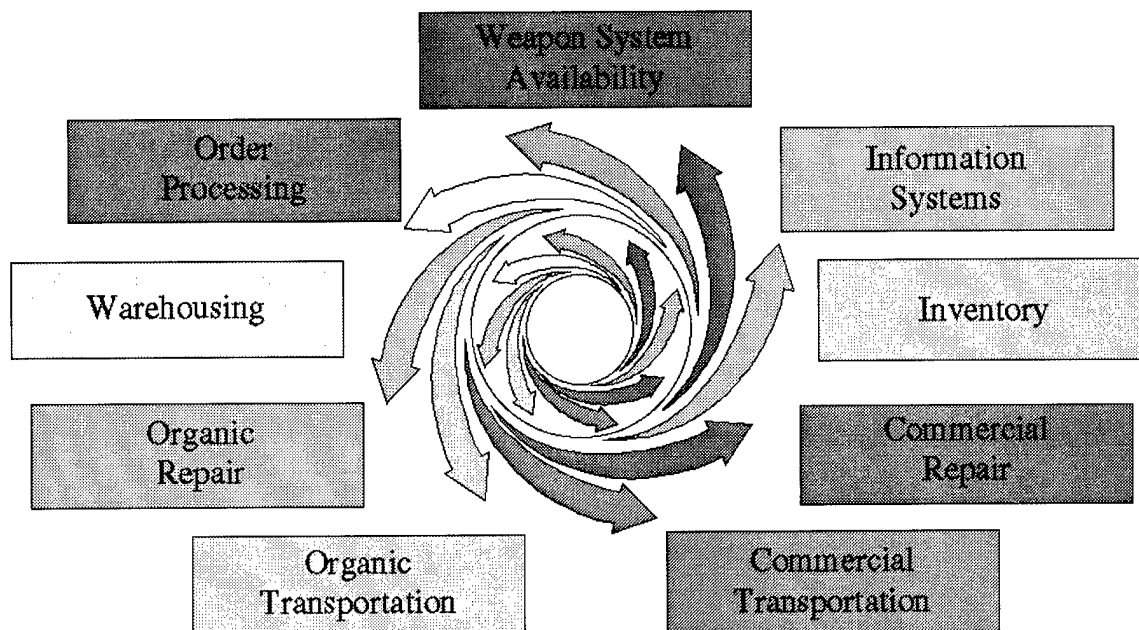 Weapon System
Availability
Order
Processing
Information
Systems
Warehousing
Inventory
Organic
Repair
Commercial
Repair
Organic
Transportation
Commercial
Transportation